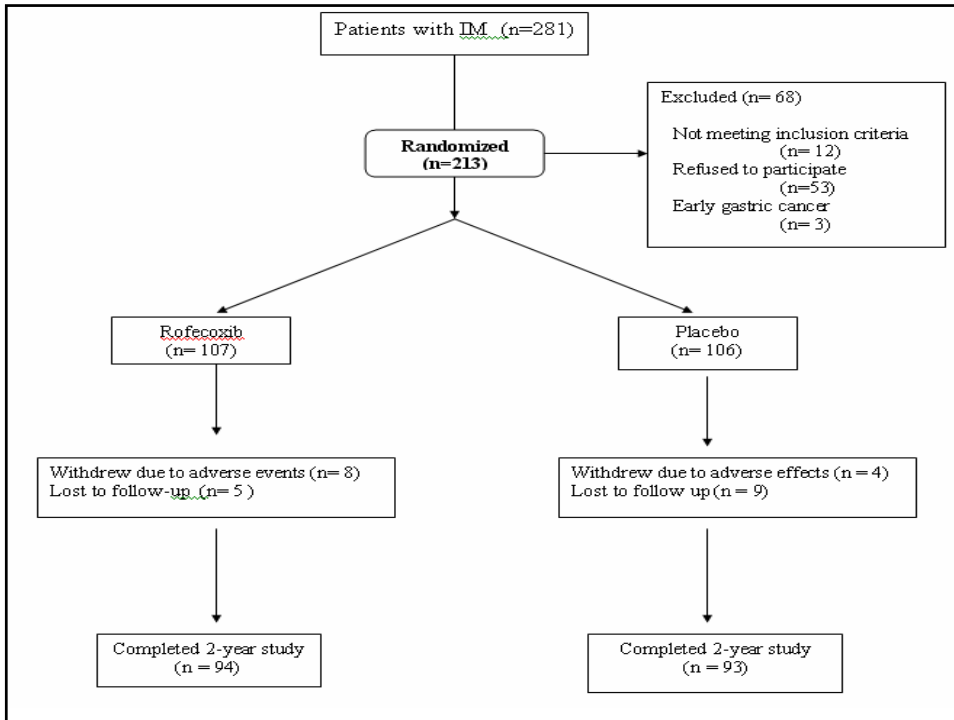 Patients with IM (n=281)
Excluded (n= 68)
Not meeting inclusion criteria
(n= 12)
Refused to participate
(n=53)
Early gastric cancer
(n= 3)
Randomized
(n=213)
Rofecoxib
(n= 107)
Placebo
(n= 106)
Withdrew due to adverse events (n= 8)
Lost to follow-up (n= 5 )
Withdrew due to adverse effects (n = 4)
Lost to follow up (n = 9)
Completed 2-year study
(n = 94)
Completed 2-year study
(n = 93)